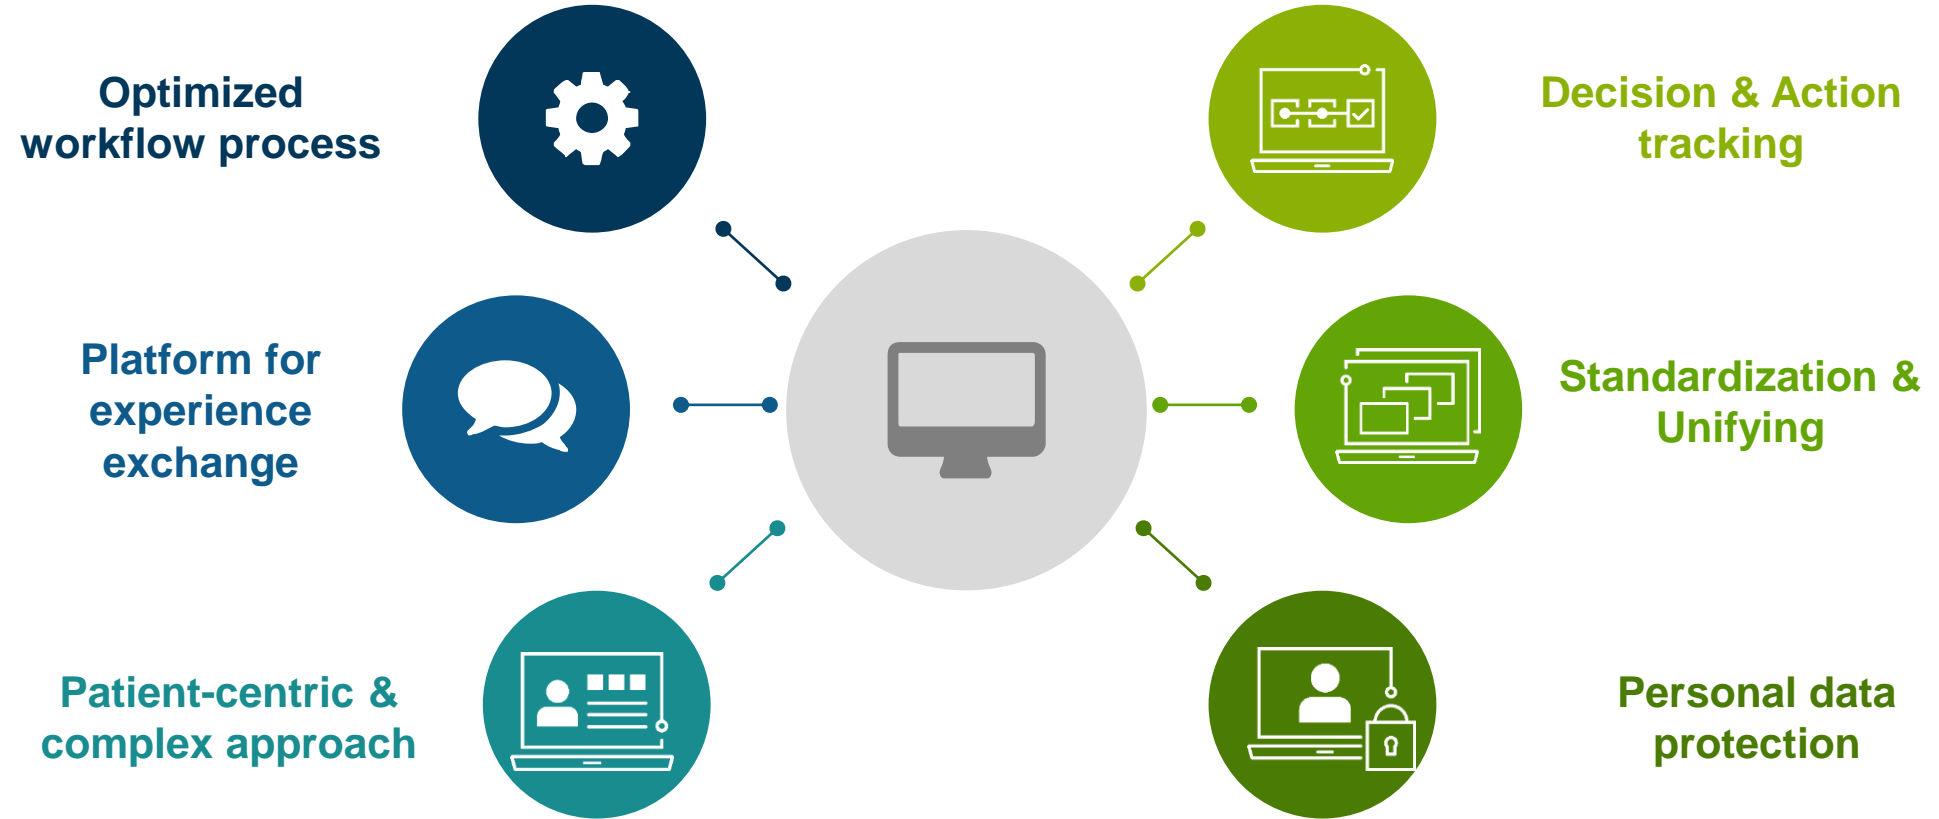 Optimized
workflow process
Platform for
experience
exchange
Patient-centric &
complex approach
Decision & Action
tracking
Standardization &
Unifying
Personal data
protection